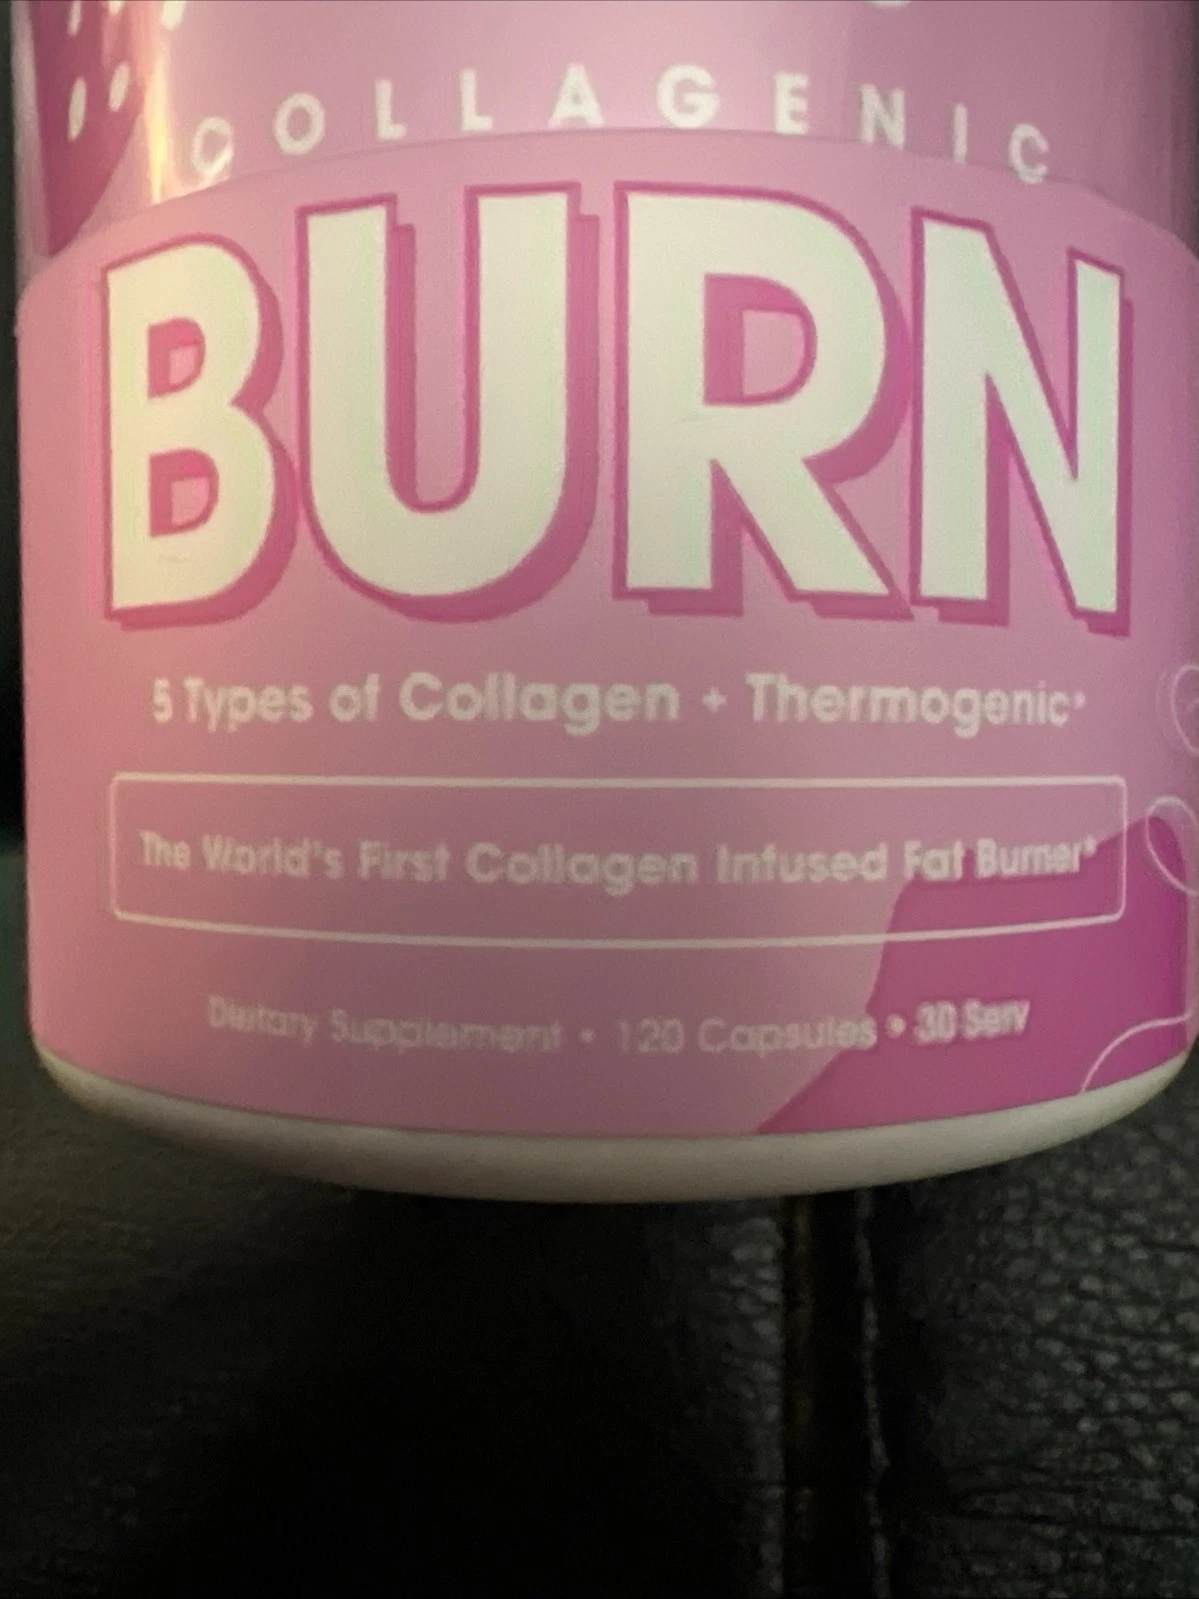 COLLAGENIC
BURN
5 Types of Collagen + Thermogenic*
The World's First Collagen Infused Fat Burner*
Dietary Supplement • 120 Capsules • 30 Serv